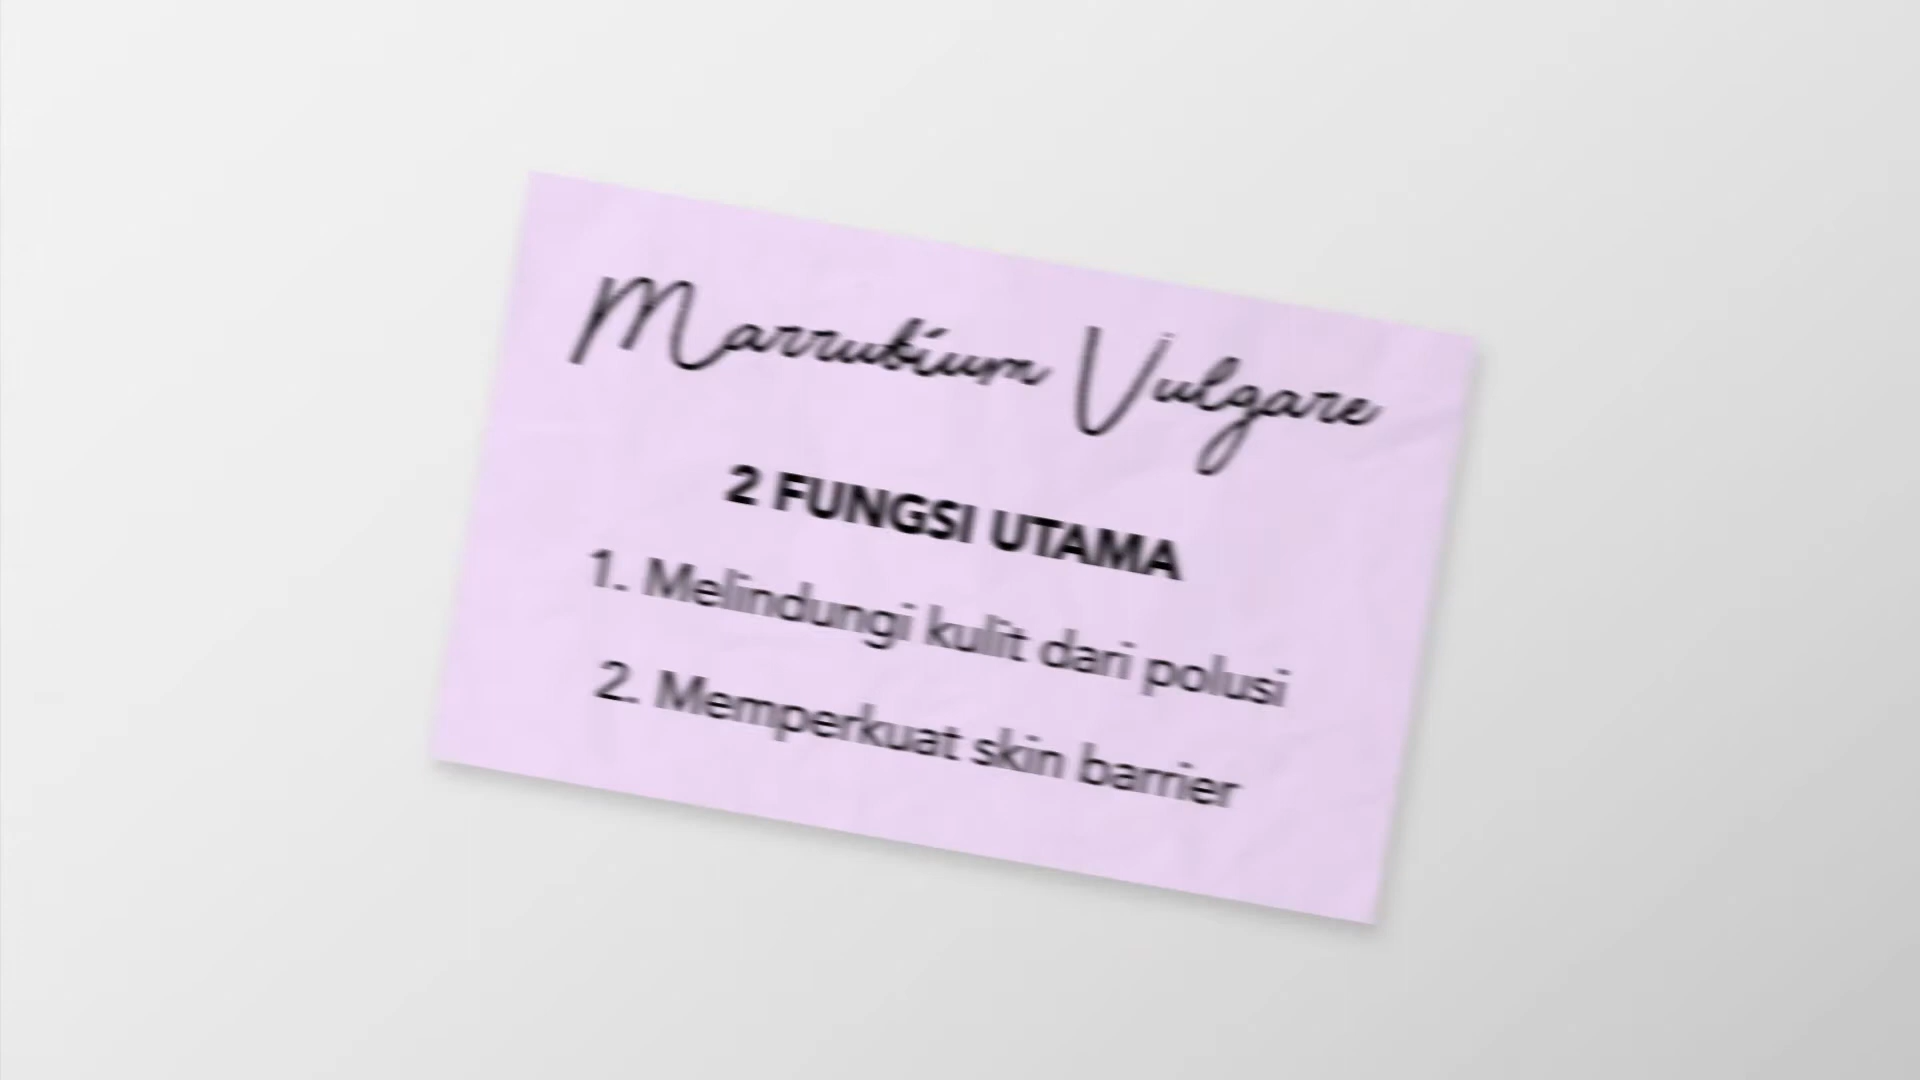 Marrubium Vulgare
2 FUNGSI UTAMA
1. Melindungi kulit dari polusi
2. Memperkuat skin barrier